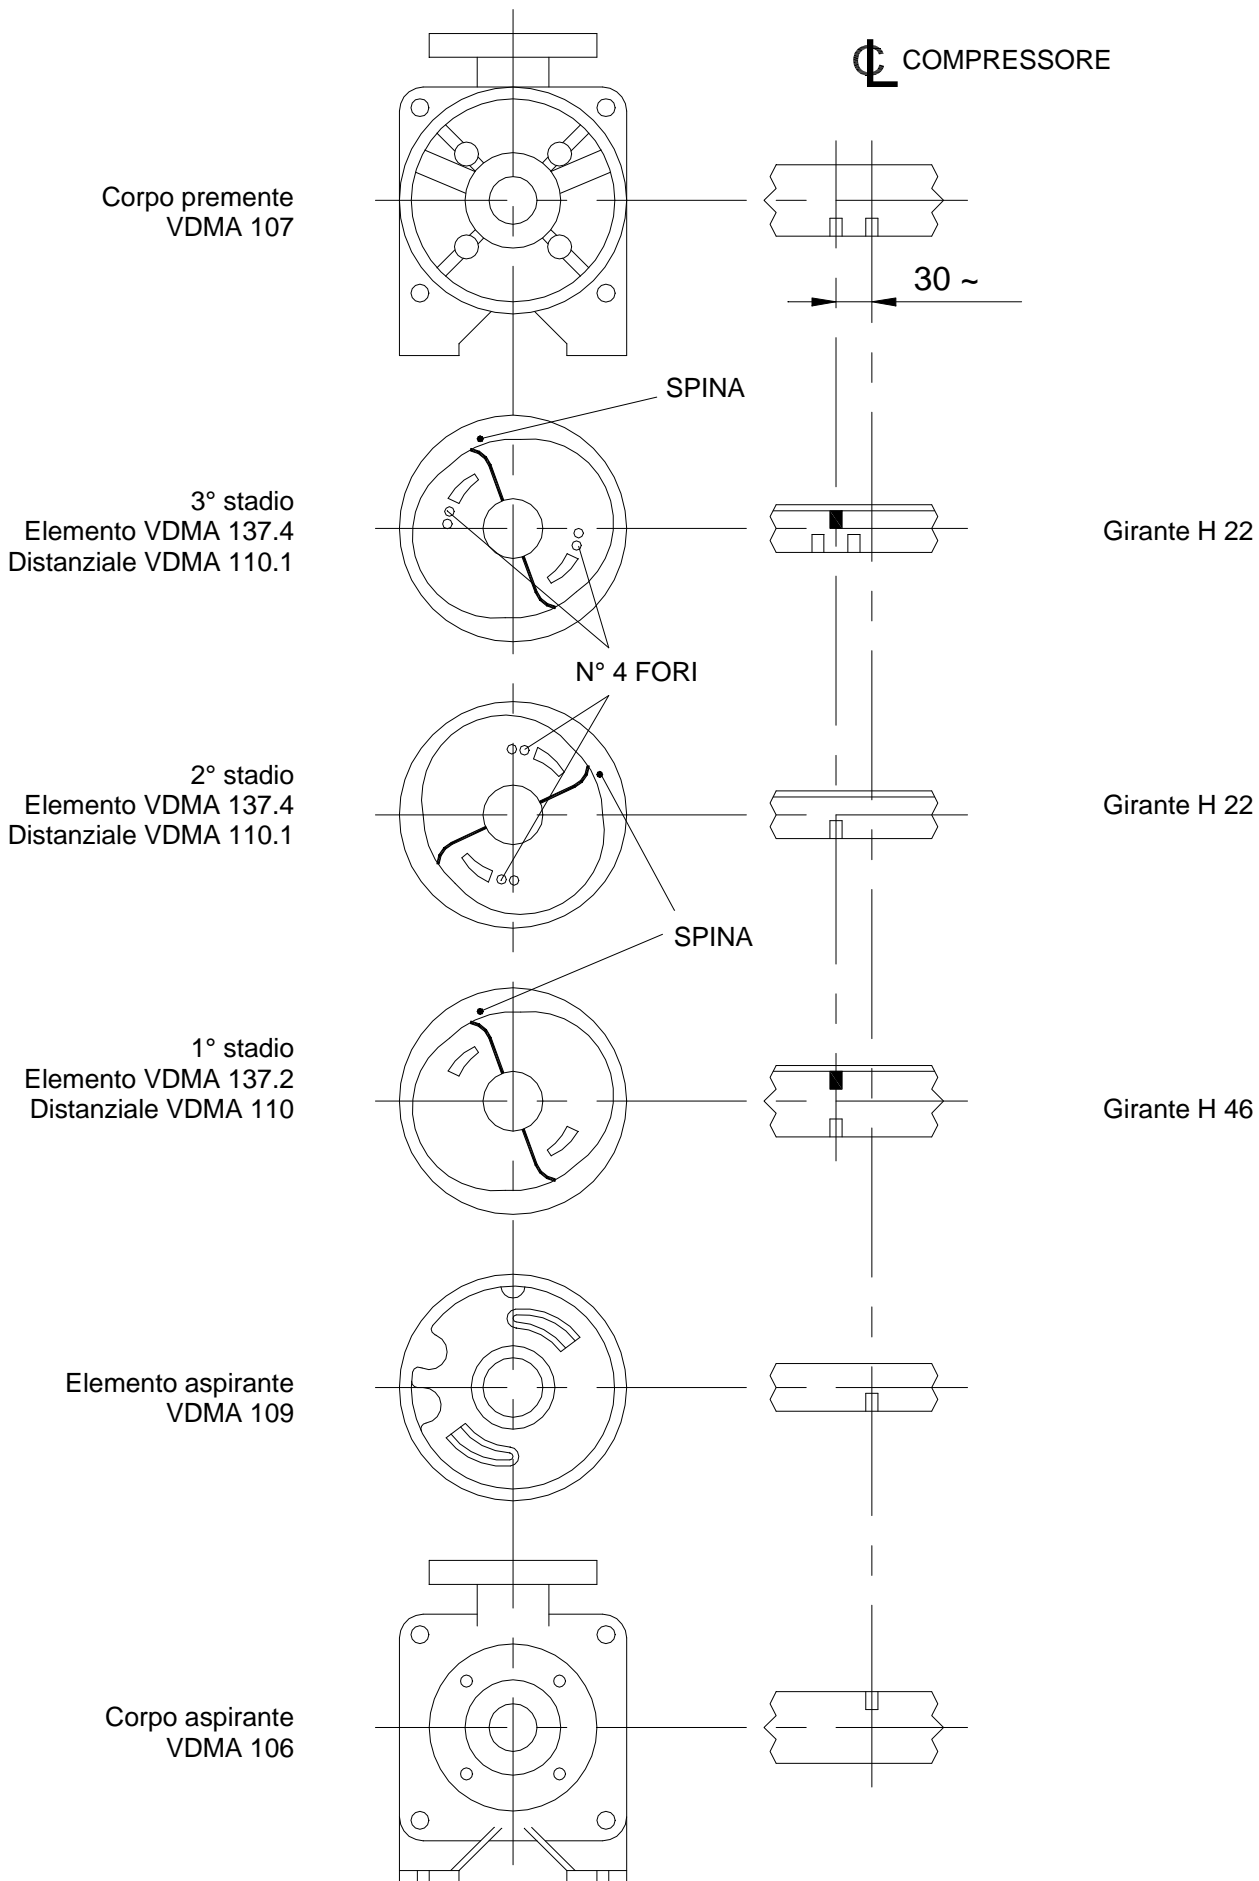 ℄ COMPRESSORE
Corpo premente
VDMA 107
30 ~
SPINA
3° stadio
Elemento VDMA 137.4
Distanziale VDMA 110.1
Girante H 22
N° 4 FORI
2° stadio
Elemento VDMA 137.4
Distanziale VDMA 110.1
Girante H 22
SPINA
1° stadio
Elemento VDMA 137.2
Distanziale VDMA 110
Girante H 46
Elemento aspirante
VDMA 109
Corpo aspirante
VDMA 106